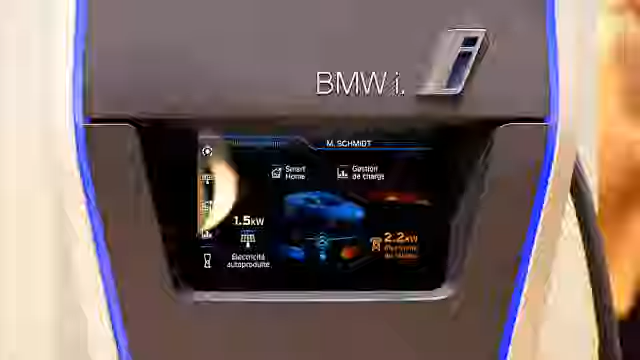 BMW i.
M. SCHMIDT
Smart
Home
Gestion
de charge
1.5kW
Électricité
autoproduite
2.2kW